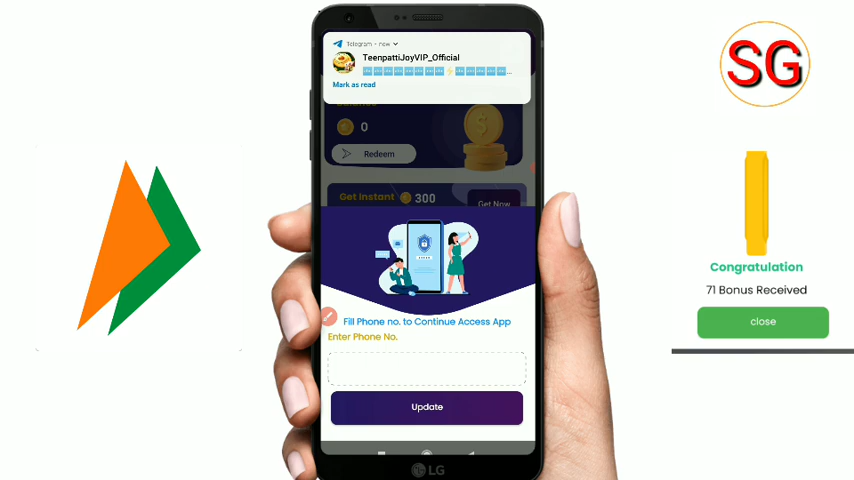 Telegram • now
TeenpattiJoyVIP_Official
Mark as read
Balance
0
Redeem
Get Instant 300
Get Now
Fill Phone no. to Continue Access App
Enter Phone No.
Update
LG
SG
Congratulation
71 Bonus Received
close